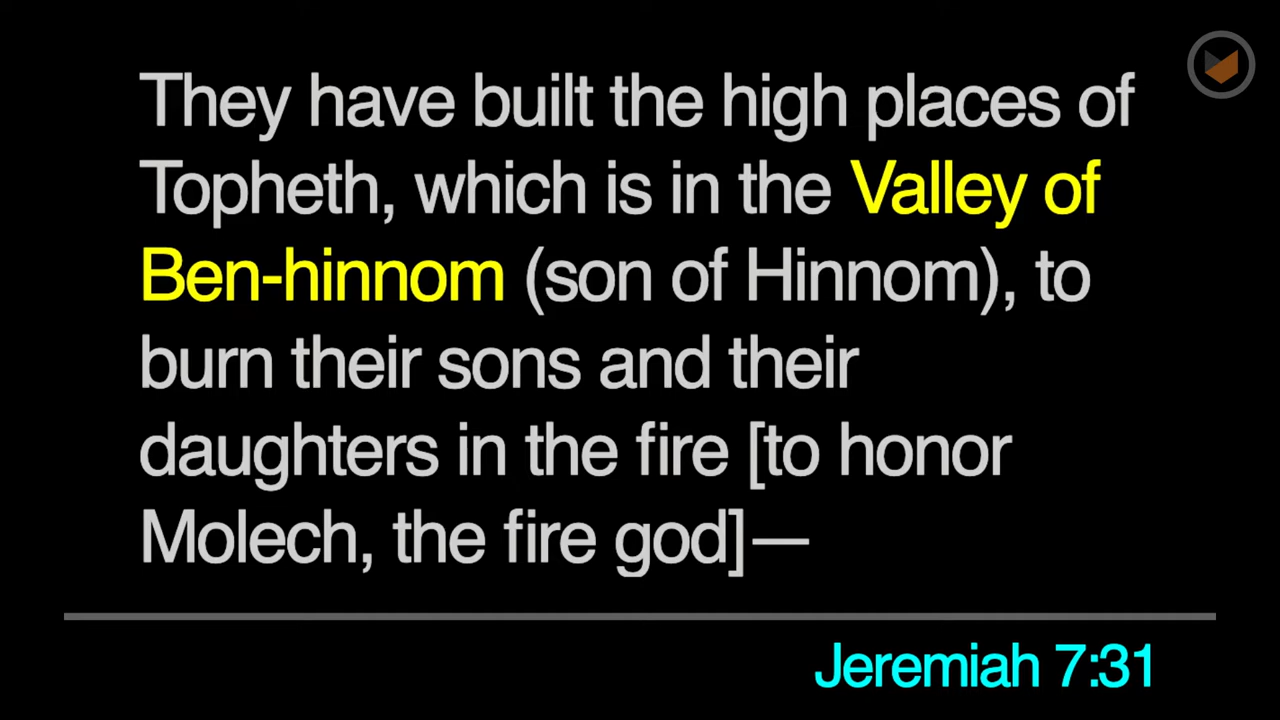 They have built the high places of
Topheth, which is in the Valley of
Ben-hinnom (son of Hinnom), to
burn their sons and their
daughters in the fire [to honor
Molech, the fire god]—
Jeremiah 7:31